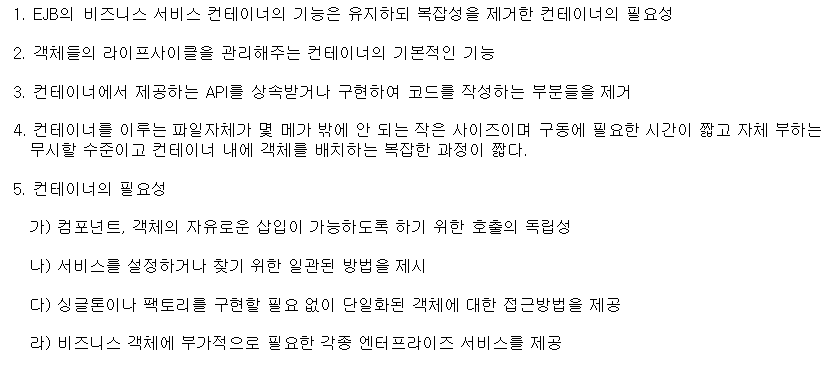 1. EJB의 비즈니스 서비스 컨테이너의 기능은 유지하되 복잡성을 제거한 컨테이너의 필요성
2. 객체들의 라이프사이클을 관리해주는 컨테이너의 기본적인 기능
3. 컨테이너에서 제공하는 API를 상속받거나 구현하여 코드를 작성하는 부분들을 제거
4. 컨테이너를 이루는 파일자체가 몇 메가 밖에 안 되는 작은 사이즈이며 구동에 필요한 시간이 짧고 자체 부하는
무시할 수준이고 컨테이너 내에 객체를 배치하는 복잡한 과정이 짧다.
5. 컨테이너의 필요성
가) 컴포넌트, 객체의 자유로운 삽입이 가능하도록 하기 위한 호출의 독립성
나) 서비스를 설정하거나 찾기 위한 일관된 방법을 제시
다) 싱글톤이나 팩토리를 구현할 필요 없이 단일화된 객체에 대한 접근방법을 제공
라) 비즈니스 객체에 부가적으로 필요한 각종 엔터프라이즈 서비스를 제공